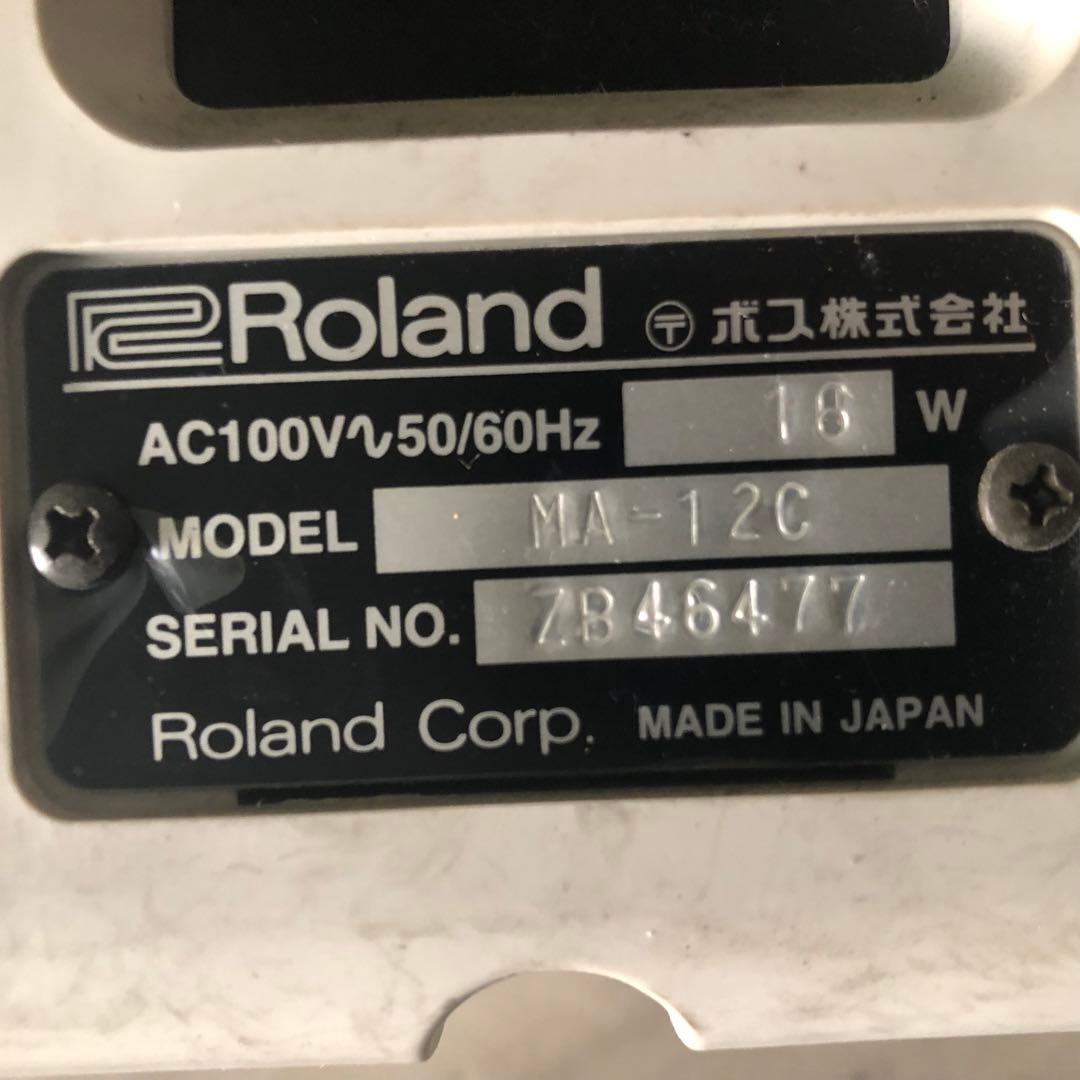 Roland 〶 ボス株式会社
AC100V∿50/60Hz 16 W
MODEL MA-12C
SERIAL NO. ZB46477
Roland Corp. MADE IN JAPAN